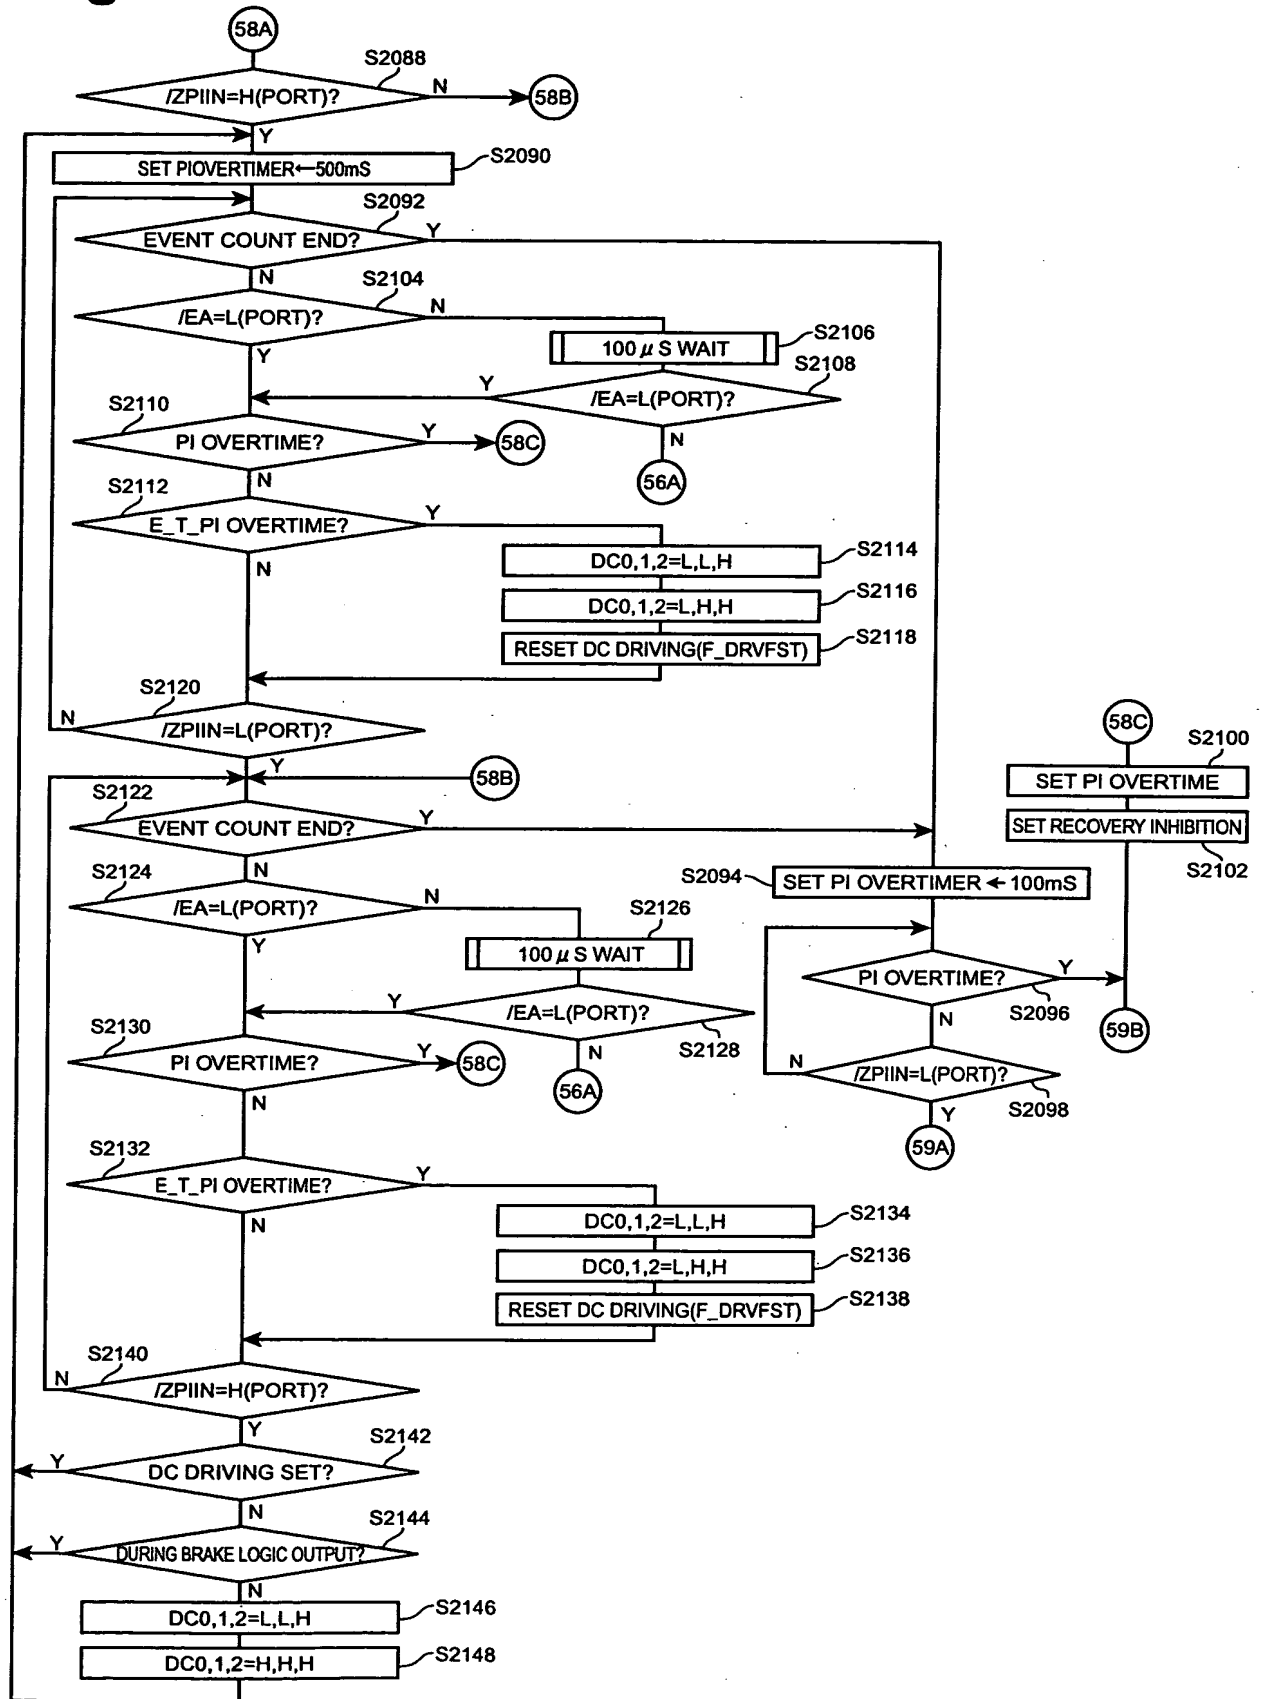 58A
S2088
/ZPIIN=H(PORT)?
N
58B
Y
SET PIOVERTIMER←500mS
S2090
S2092
EVENT COUNT END?
Y
N
S2104
/EA=L(PORT)?
N
Y
100 μ S WAIT
S2106
S2108
/EA=L(PORT)?
Y
N
56A
S2110
PI OVERTIME?
Y
58C
N
S2112
E_T_PI OVERTIME?
Y
N
DC0,1,2=L,L,H
S2114
DC0,1,2=L,H,H
S2116
RESET DC DRIVING(F_DRVFST)
S2118
S2120
/ZPIIN=L(PORT)?
N
Y
58B
58C
S2100
SET PI OVERTIME
SET RECOVERY INHIBITION
S2102
S2122
EVENT COUNT END?
Y
N
S2094
SET PI OVERTIMER ← 100mS
S2124
/EA=L(PORT)?
N
Y
S2126
100 μ S WAIT
/EA=L(PORT)?
Y
S2128
N
56A
PI OVERTIME?
Y
S2096
N
59B
/ZPIIN=L(PORT)?
N
S2098
Y
59A
S2130
PI OVERTIME?
Y
58C
N
S2132
E_T_PI OVERTIME?
Y
N
DC0,1,2=L,L,H
S2134
DC0,1,2=L,H,H
S2136
RESET DC DRIVING(F_DRVFST)
S2138
S2140
/ZPIIN=H(PORT)?
N
Y
S2142
DC DRIVING SET?
Y
N
S2144
DURING BRAKE LOGIC OUTPUT?
Y
N
DC0,1,2=L,L,H
S2146
DC0,1,2=H,H,H
S2148